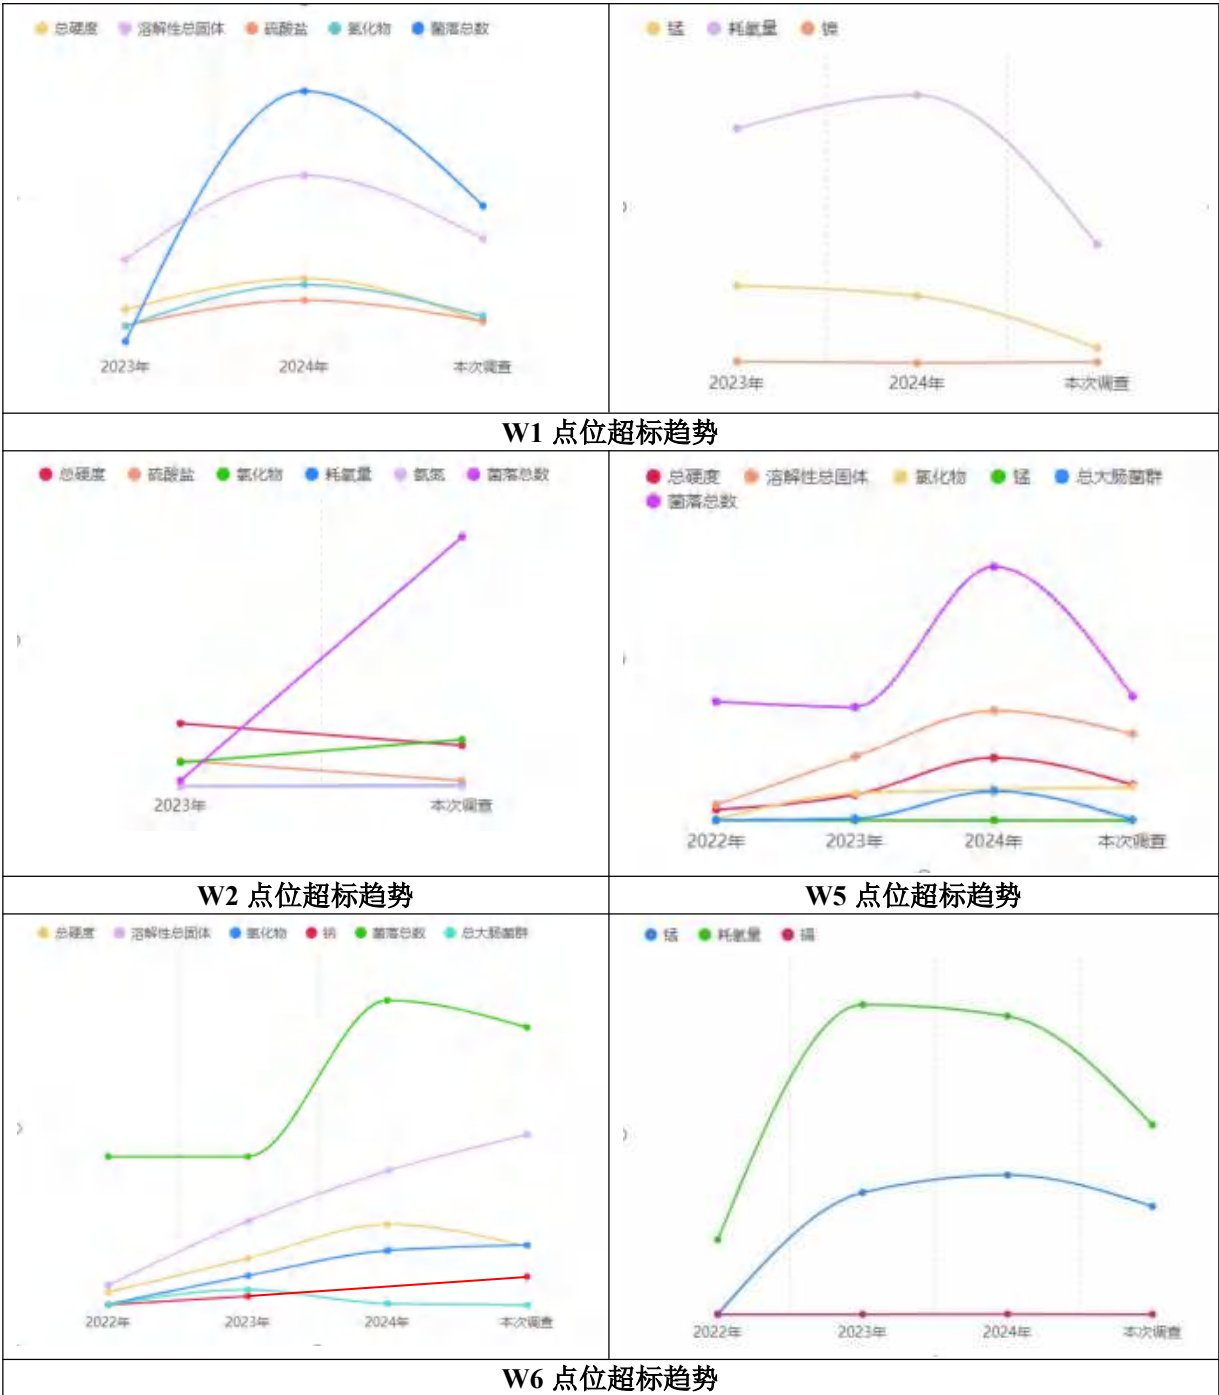 总硬度 溶解性总固体 硫酸盐 氯化物 菌落总数
2023年 2024年 本次调查
锰 耗氧量 镍
2023年 2024年 本次调查
W1 点位超标趋势
总硬度 硫酸盐 氯化物 耗氧量 氨氮 菌落总数
2023年 本次调查
总硬度 溶解性总固体 氯化物 锰 总大肠菌群
菌落总数
2022年 2023年 2024年 本次调查
W2 点位超标趋势
W5 点位超标趋势
总硬度 溶解性总固体 氯化物 钠 菌落总数 总大肠菌群
2022年 2023年 2024年 本次调查
锰 耗氧量
2022年 2023年 2024年 本次调查
W6 点位超标趋势